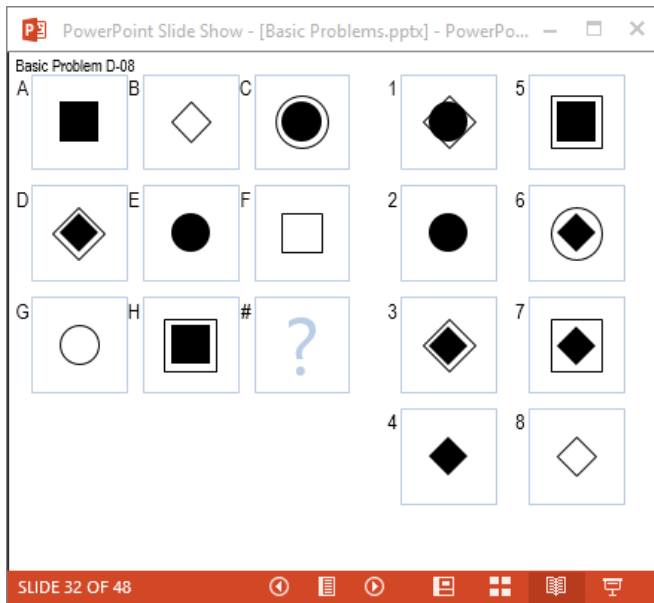 PowerPoint Slide Show - [Basic Problems.pptx] - PowerPo...
Basic Problem D-08
A B C 1 5
D E F 2 6
G H # 3 7
?
4 8
SLIDE 32 OF 48